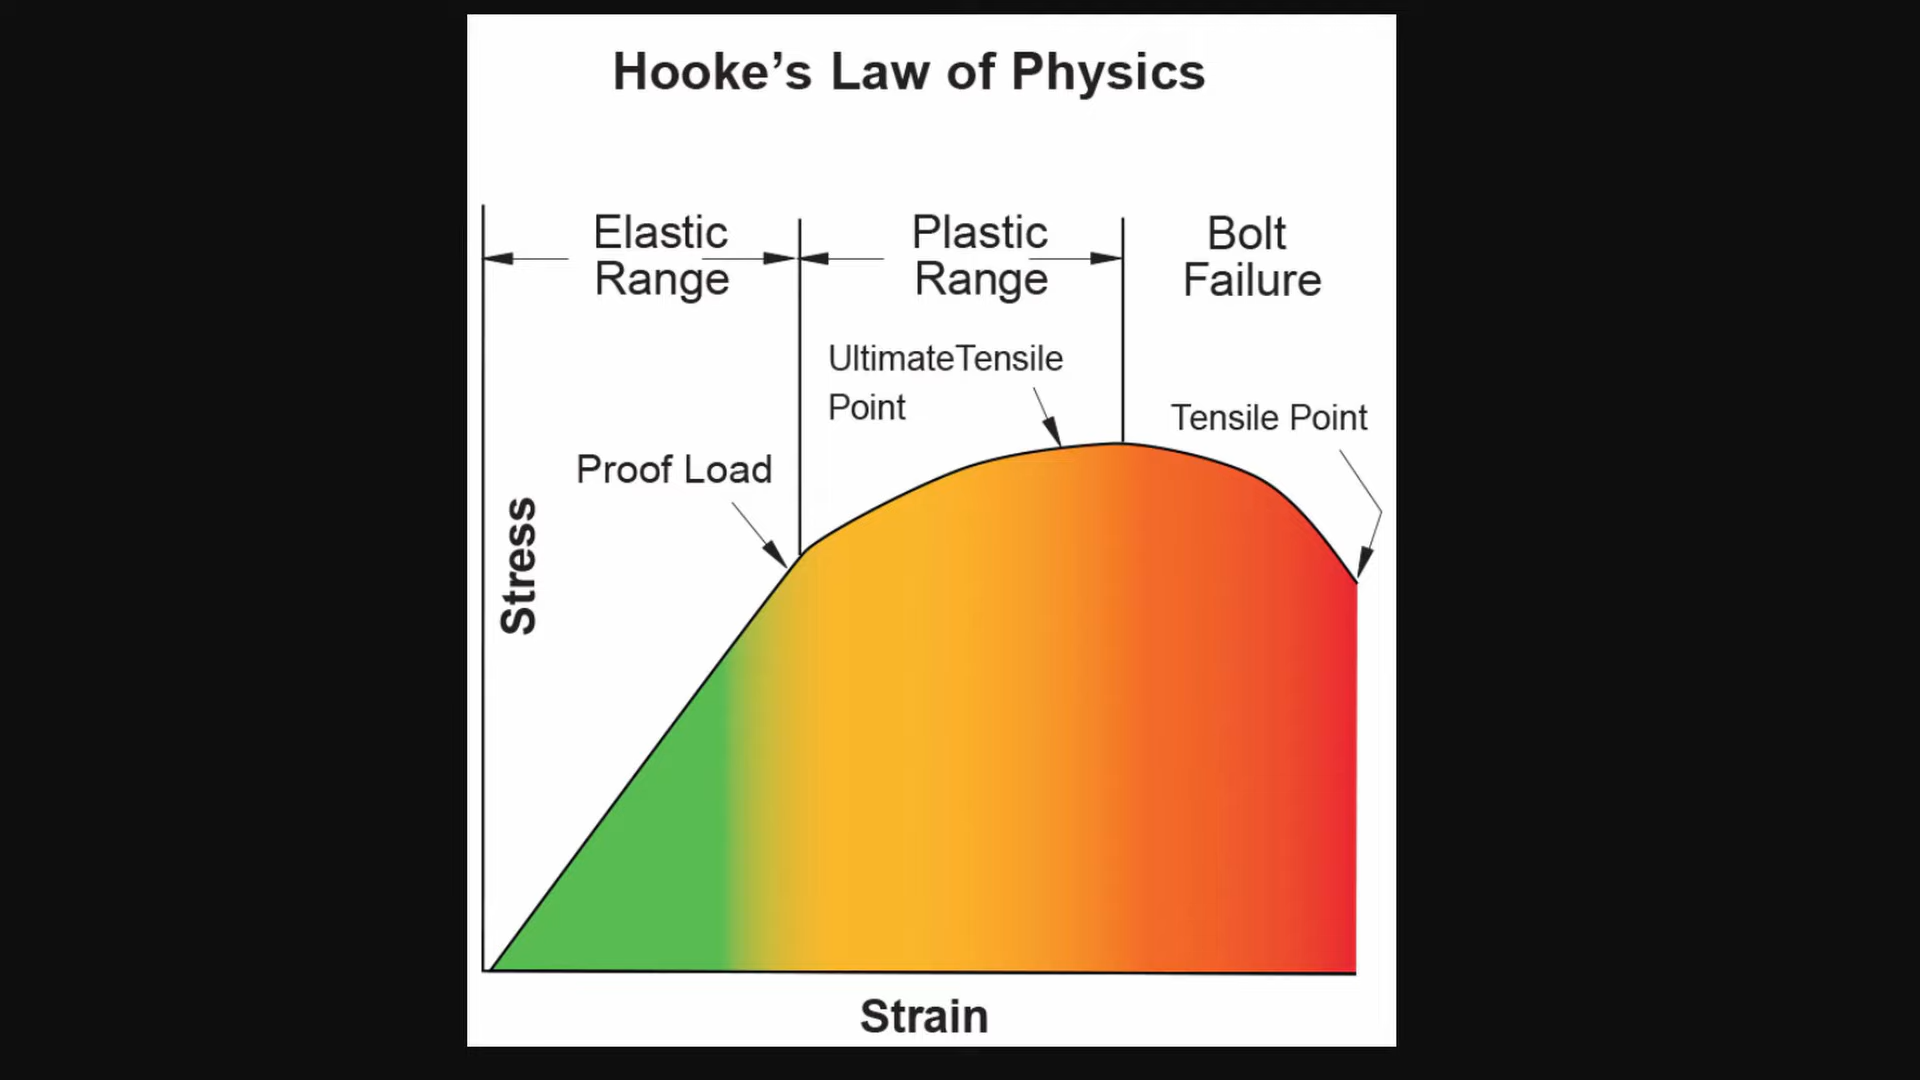 Hooke’s Law of Physics
Elastic
Range
Plastic
Range
Bolt
Failure
UltimateTensile
Point
Tensile Point
Proof Load
Stress
Strain